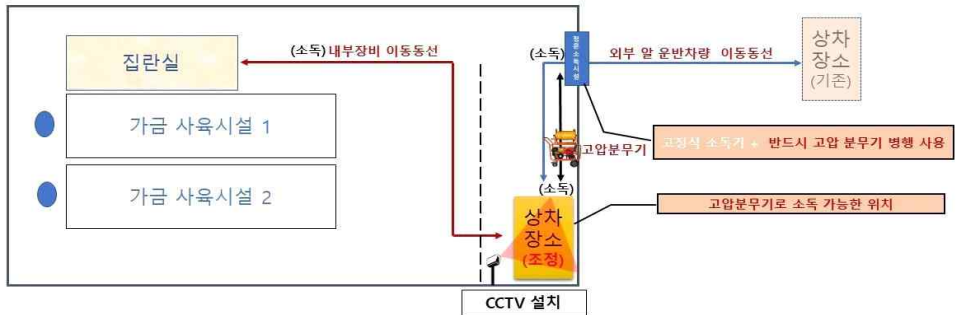 집란실
(소독) 내부장비 이동동선
가금 사육시설 1
가금 사육시설 2
(소독)
외부 알 운반차량 이동동선
상차
장소
(기존)
고압분무기
고정식 소독기 + 반드시 고압 분무기 병행 사용
(소독)
상차
장소
(조정)
고압분무기로 소독 가능한 위치
CCTV 설치